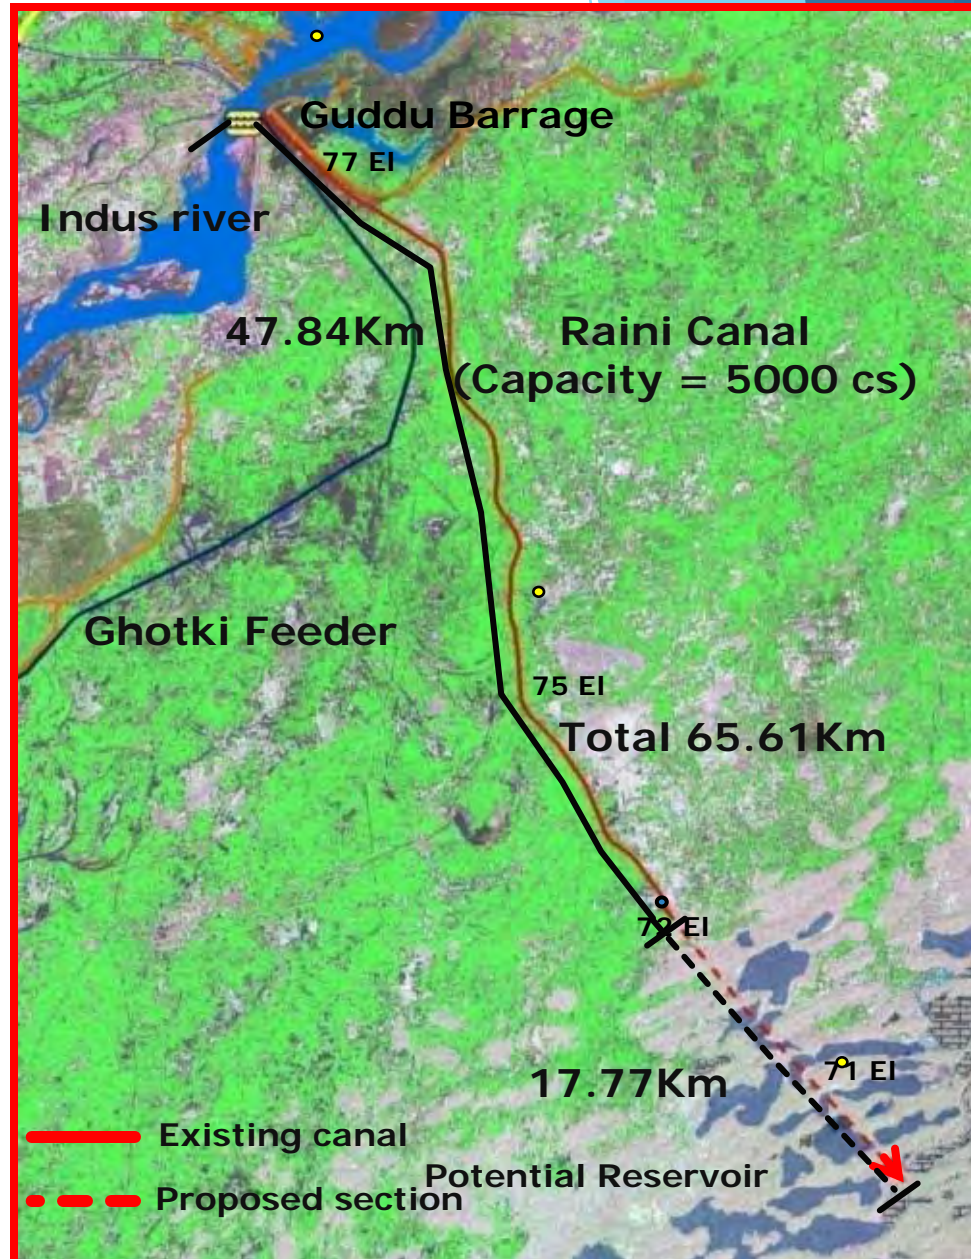 Guddu Barrage
77 El
Indus river
47.84Km
Raini Canal
(Capacity = 5000 cs)
Ghotki Feeder
75 El
Total 65.61Km
72 El
71 El
17.77Km
Existing canal
Potential Reservoir
Proposed section